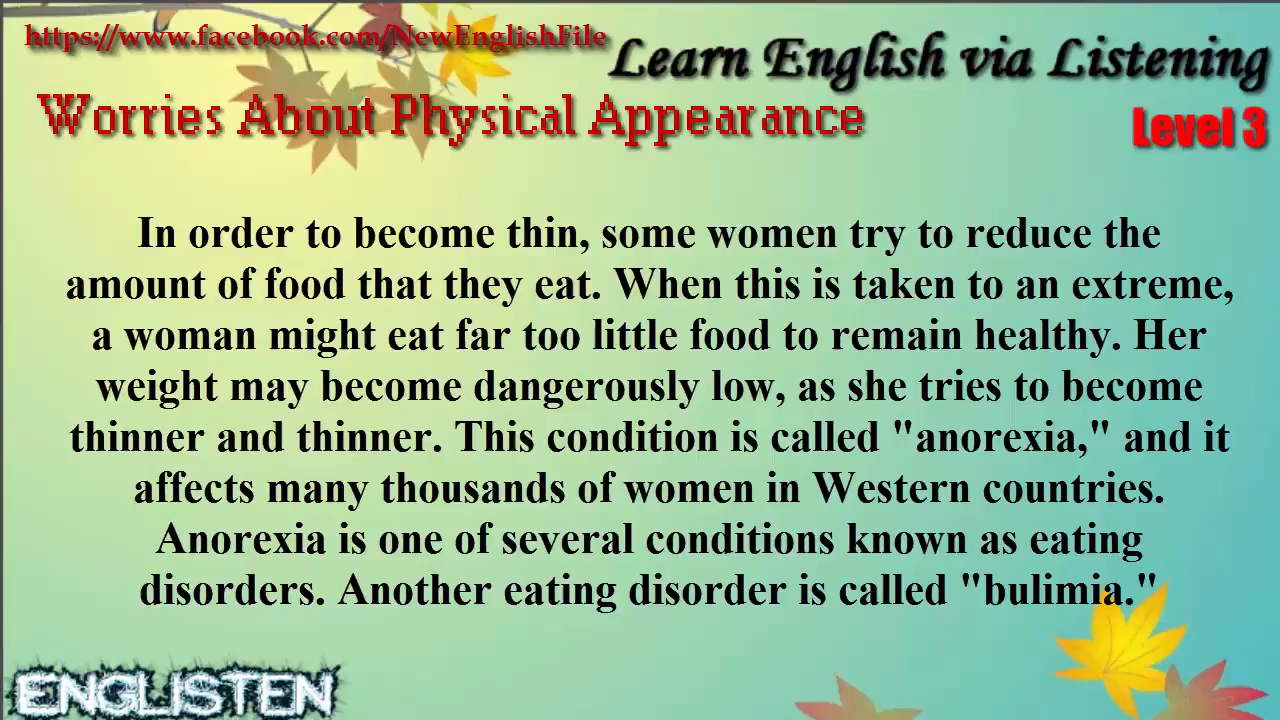 https://www.facebook.com/NewEnglishFile
Learn English via Listening
Worries About Physical Appearance
Level 3
In order to become thin, some women try to reduce the
amount of food that they eat. When this is taken to an extreme,
a woman might eat far too little food to remain healthy. Her
weight may become dangerously low, as she tries to become
thinner and thinner. This condition is called "anorexia," and it
affects many thousands of women in Western countries.
Anorexia is one of several conditions known as eating
disorders. Another eating disorder is called "bulimia."
ENGLISTEN